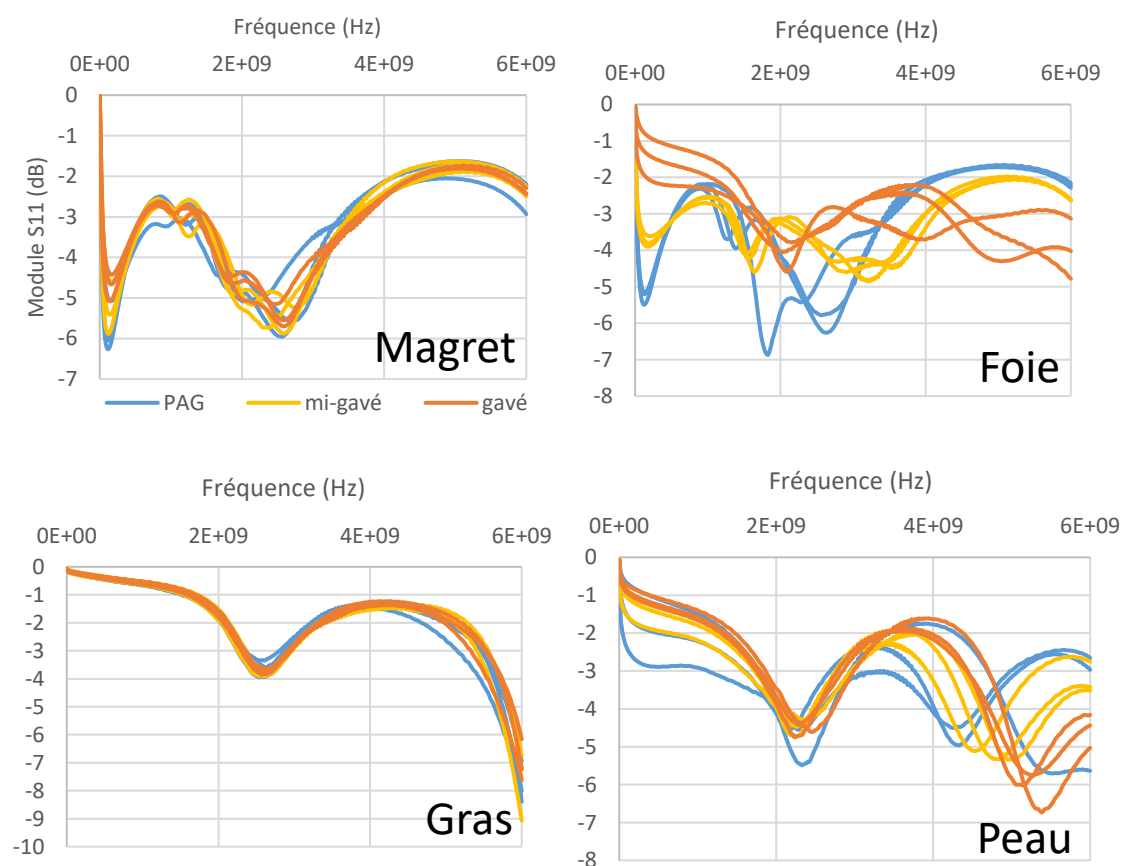 Fréquence (Hz)
0E+00 2E+09 4E+09 6E+09
0
-1
-2
-3
-4
-5
-6
-7
Module S11 (dB)
Magret
PAG mi-gavé gavé
Fréquence (Hz)
0E+00 2E+09 4E+09 6E+09
0
-1
-2
-3
-4
-5
-6
-7
-8
Foie
Fréquence (Hz)
0E+00 2E+09 4E+09 6E+09
0
-1
-2
-3
-4
-5
-6
-7
-8
-9
-10
Gras
Fréquence (Hz)
0E+00 2E+09 4E+09 6E+09
0
-1
-2
-3
-4
-5
-6
-7
-8
Peau